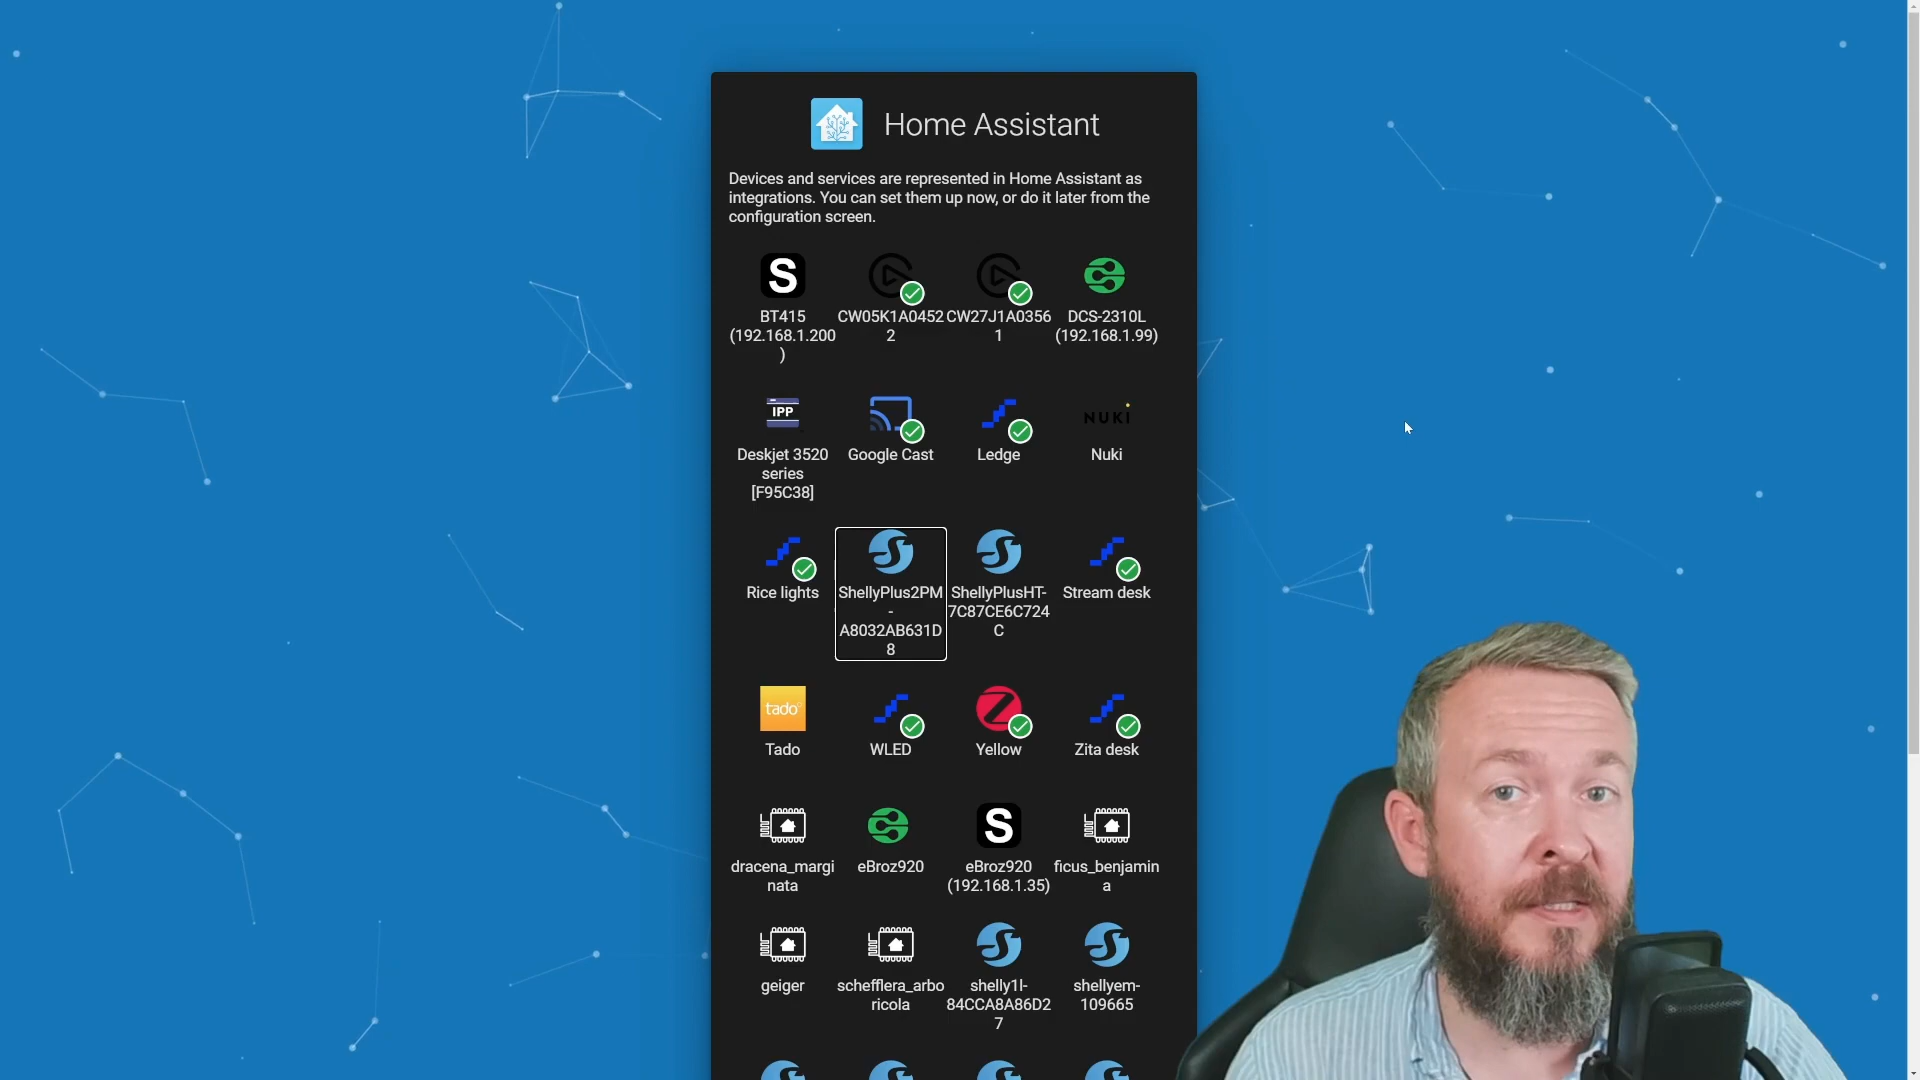 Home Assistant
Devices and services are represented in Home Assistant as
integrations. You can set them up now, or do it later from the
configuration screen.
S
BT415
(192.168.1.200
)
CW05K1A0452
2
CW27J1A0356
1
DCS-2310L
(192.168.1.99)
IPP
Deskjet 3520
series
[F95C38]
Google Cast
Ledge
NUKI
Nuki
Rice lights
ShellyPlus2PM
-
A8032AB631D
8
ShellyPlusHT-
7C87CE6C724
C
Stream desk
tado°
Tado
WLED
Yellow
Zita desk
dracena_margi
nata
eBroz920
S
eBroz920
(192.168.1.35)
ficus_benjamin
a
geiger
schefflera_arbo
ricola
shelly1l-
84CCA8A86D2
7
shellyem-
109665